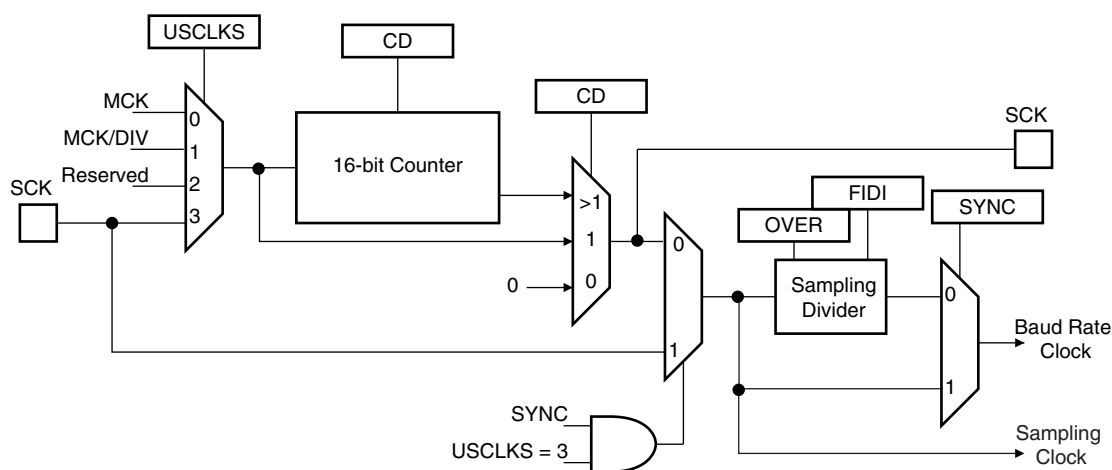 USCLKS
CD
CD
MCK
0
MCK/DIV
1
Reserved
2
SCK
3
16-bit Counter
>1
1
0
0
SCK
FIDI
OVER
SYNC
0
1
Sampling
Divider
0
1
Baud Rate
Clock
SYNC
USCLKS = 3
Sampling
Clock